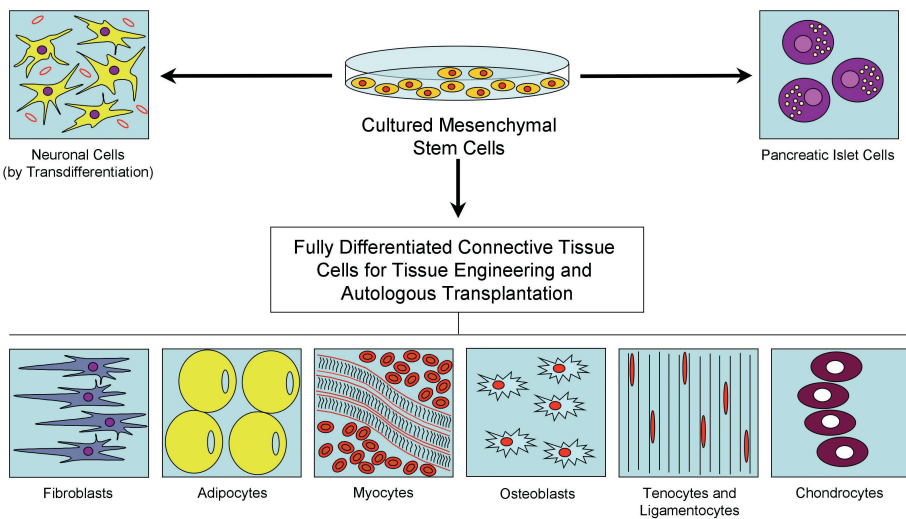 Cultured Mesenchymal
Stem Cells
Neuronal Cells
(by Transdifferentiation)
Pancreatic Islet Cells
Fully Differentiated Connective Tissue
Cells for Tissue Engineering and
Autologous Transplantation
Fibroblasts
Adipocytes
Myocytes
Osteoblasts
Tenocytes and
Ligamentocytes
Chondrocytes